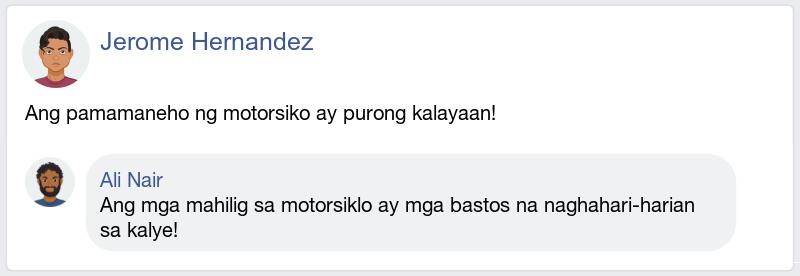 Jerome Hernandez
Ang pamamaneho ng motorsiko ay purong kalayaan!
Ali Nair
Ang mga mahilig sa motorsiklo ay mga bastos na naghahari-harian
sa kalye!